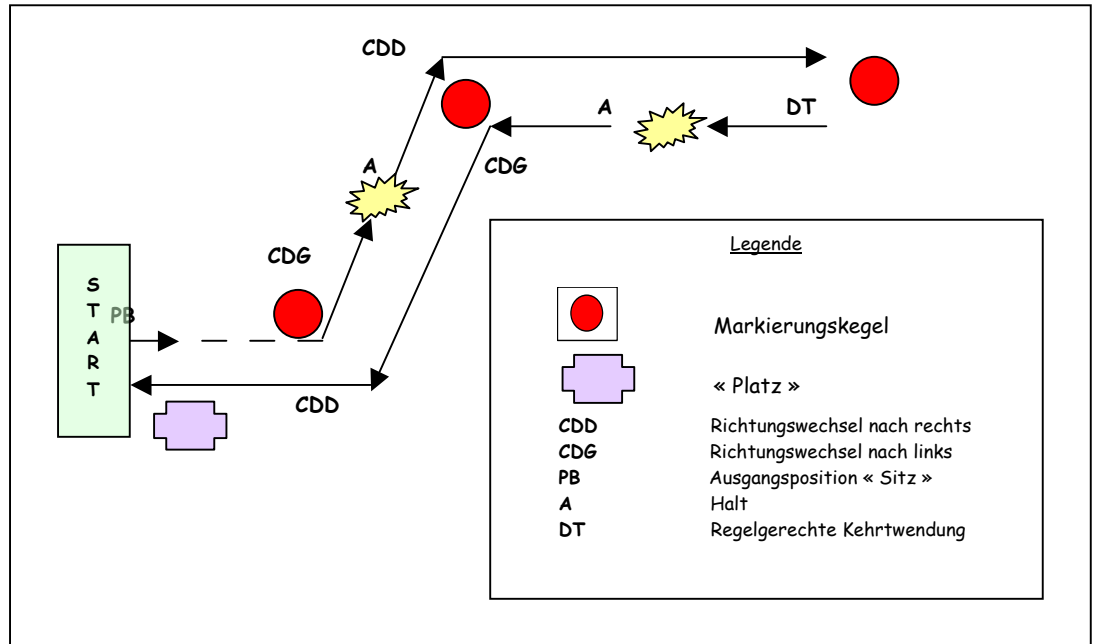 CDD
A
DT
CDG
A
CDG
START
PB
CDD
Legende
Markierungskegel
« Platz »
CDD Richtungswechsel nach rechts
CDG Richtungswechsel nach links
PB Ausgangsposition « Sitz »
A Halt
DT Regelgerechte Kehrtwendung